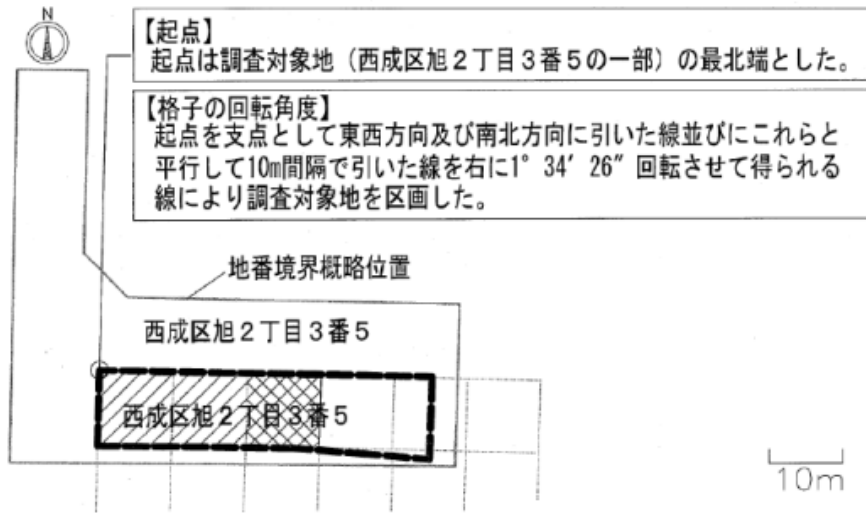 N
【起点】
起点は調査対象地（西成区旭２丁目３番５の一部）の最北端とした。
【格子の回転角度】
起点を支点として東西方向及び南北方向に引いた線並びにこれらと
平行して10m間隔で引いた線を右に1° 34′ 26″ 回転させて得られる
線により調査対象地を区画した。
地番境界概略位置
西成区旭２丁目３番５
西成区旭２丁目３番５
10m